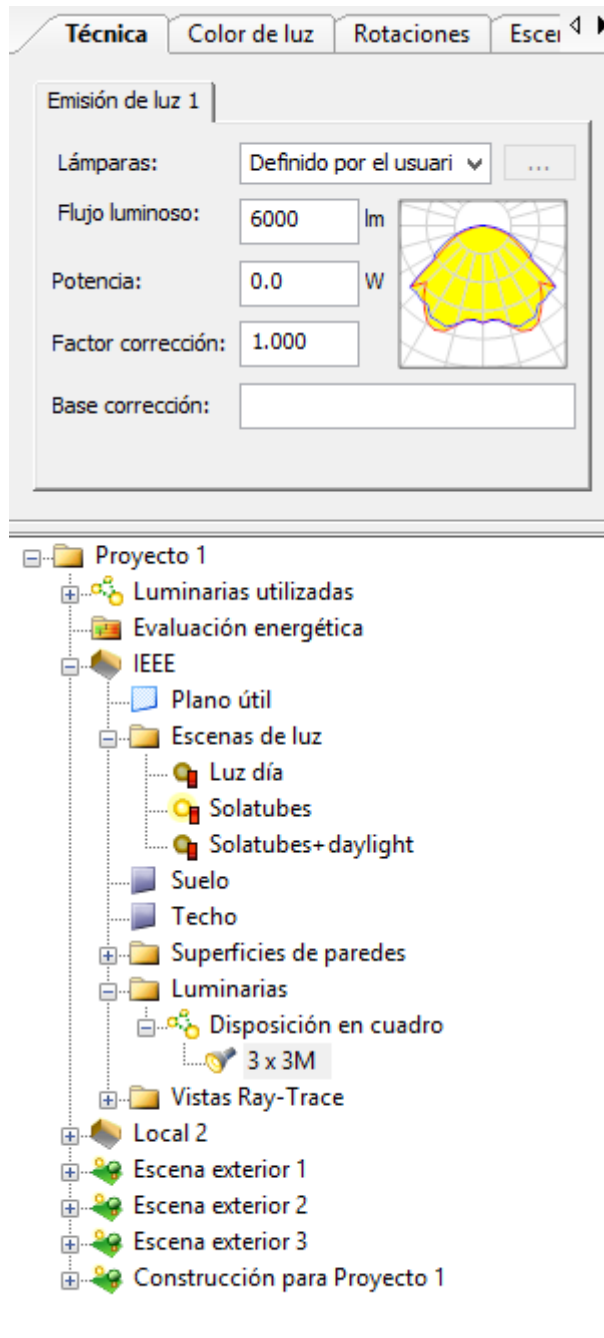 Técnica Color de luz Rotaciones Escei
Emisión de luz 1
Lámparas: Definido por el usuari ...
Flujo luminoso: 6000 lm
Potencia: 0.0 W
Factor corrección: 1.000
Base corrección:
Proyecto 1
Luminarias utilizadas
Evaluación energética
IEEE
Plano útil
Escenas de luz
Luz día
Solatubes
Solatubes+daylight
Suelo
Techo
Superficies de paredes
Luminarias
Disposición en cuadro
3 x 3M
Vistas Ray-Trace
Local 2
Escena exterior 1
Escena exterior 2
Escena exterior 3
Construcción para Proyecto 1